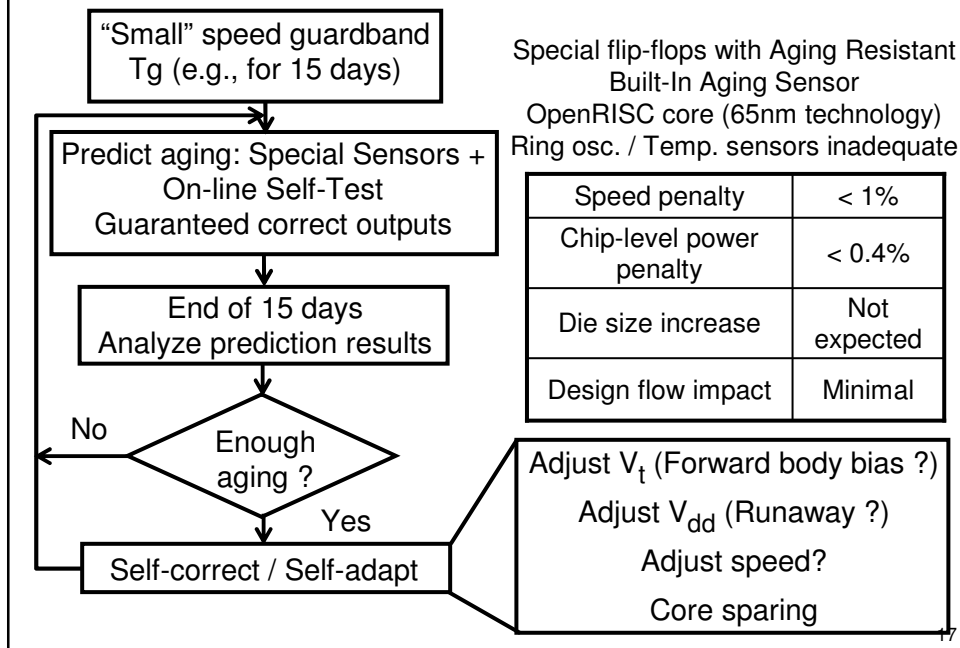 “Small” speed guardband
Tg (e.g., for 15 days)
Predict aging: Special Sensors +
On-line Self-Test
Guaranteed correct outputs
End of 15 days
Analyze prediction results
No
Enough
aging ?
Yes
Self-correct / Self-adapt
Special flip-flops with Aging Resistant
Built-In Aging Sensor
OpenRISC core (65nm technology)
Ring osc. / Temp. sensors inadequate
Speed penalty < 1%
Chip-level power
penalty
< 0.4%
Die size increase
Not
expected
Design flow impact Minimal
Adjust Vt (Forward body bias ?)
Adjust Vdd (Runaway ?)
Adjust speed?
Core sparing
17